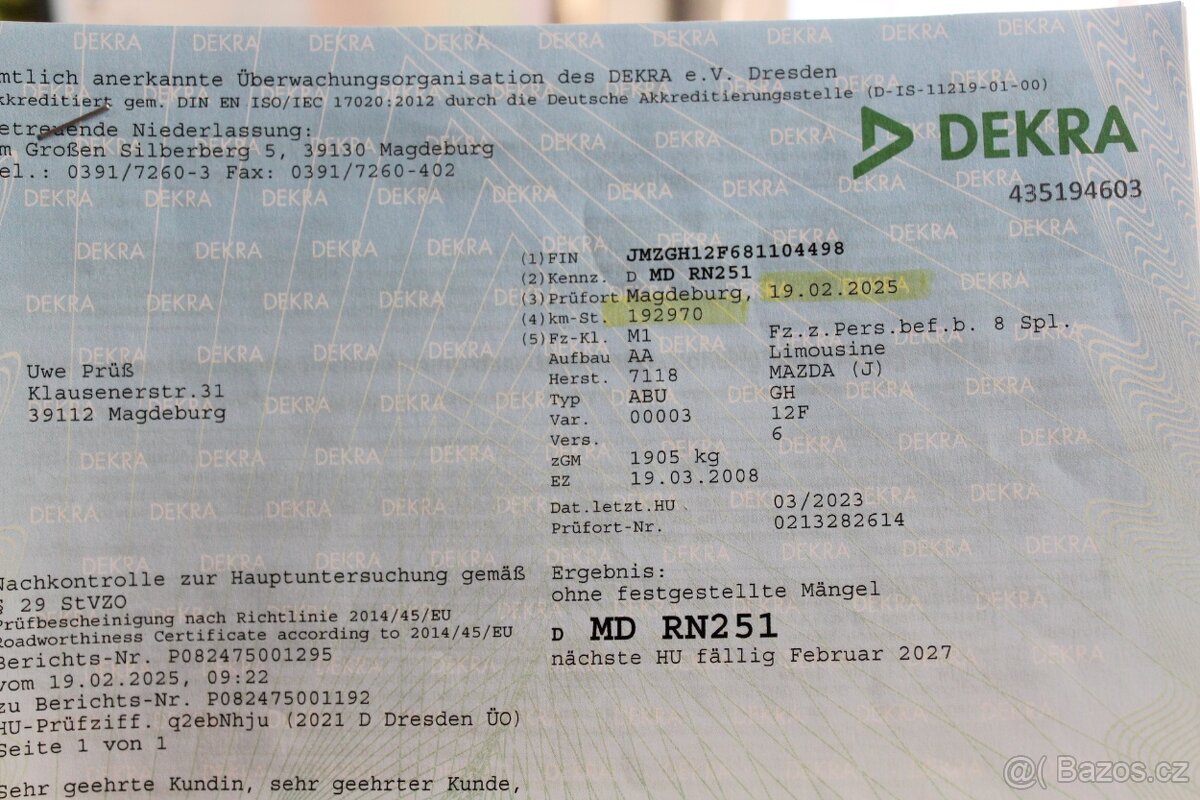 mtlich anerkannte Überwachungsorganisation des DEKRA e.V. Dresden
kkreditiert gem. DIN EN ISO/IEC 17020:2012 durch die Deutsche Akkreditierungsstelle (D-IS-11219-01-00)
etreuende Niederlassung:
m Großen Silberberg 5, 39130 Magdeburg
el.: 0391/7260-3 Fax: 0391/7260-402
DEKRA
435194603
(1) FIN JMZGH12F681104498
(2) Kennz. D MD RN251
(3) Prüfort Magdeburg, 19.02.2025
(4) km-St. 192970
(5) Fz-Kl. M1 Fz.z.Pers.bef.b. 8 Spl.
Aufbau AA Limousine
Herst. 7118 MAZDA (J)
Typ ABU GH
Var. 00003 12F
Vers. 6
zGM 1905 kg
EZ 19.03.2008
Dat.letzt.HU 03/2023
Prüfort-Nr. 0213282614
Uwe Prüß
Klausenerstr.31
39112 Magdeburg
Nachkontrolle zur Hauptuntersuchung gemäß
§ 29 StVZO
Prüfbescheinigung nach Richtlinie 2014/45/EU
Roadworthiness Certificate according to 2014/45/EU
Berichts-Nr. P082475001295
vom 19.02.2025, 09:22
zu Berichts-Nr. P082475001192
HU-Prüfziff. q2ebNhju (2021 D Dresden ÜO)
Seite 1 von 1
Ergebnis:
ohne festgestellte Mängel
D MD RN251
nächste HU fällig Februar 2027
Sehr geehrte Kundin, sehr geehrter Kunde,
@( Bazos.cz